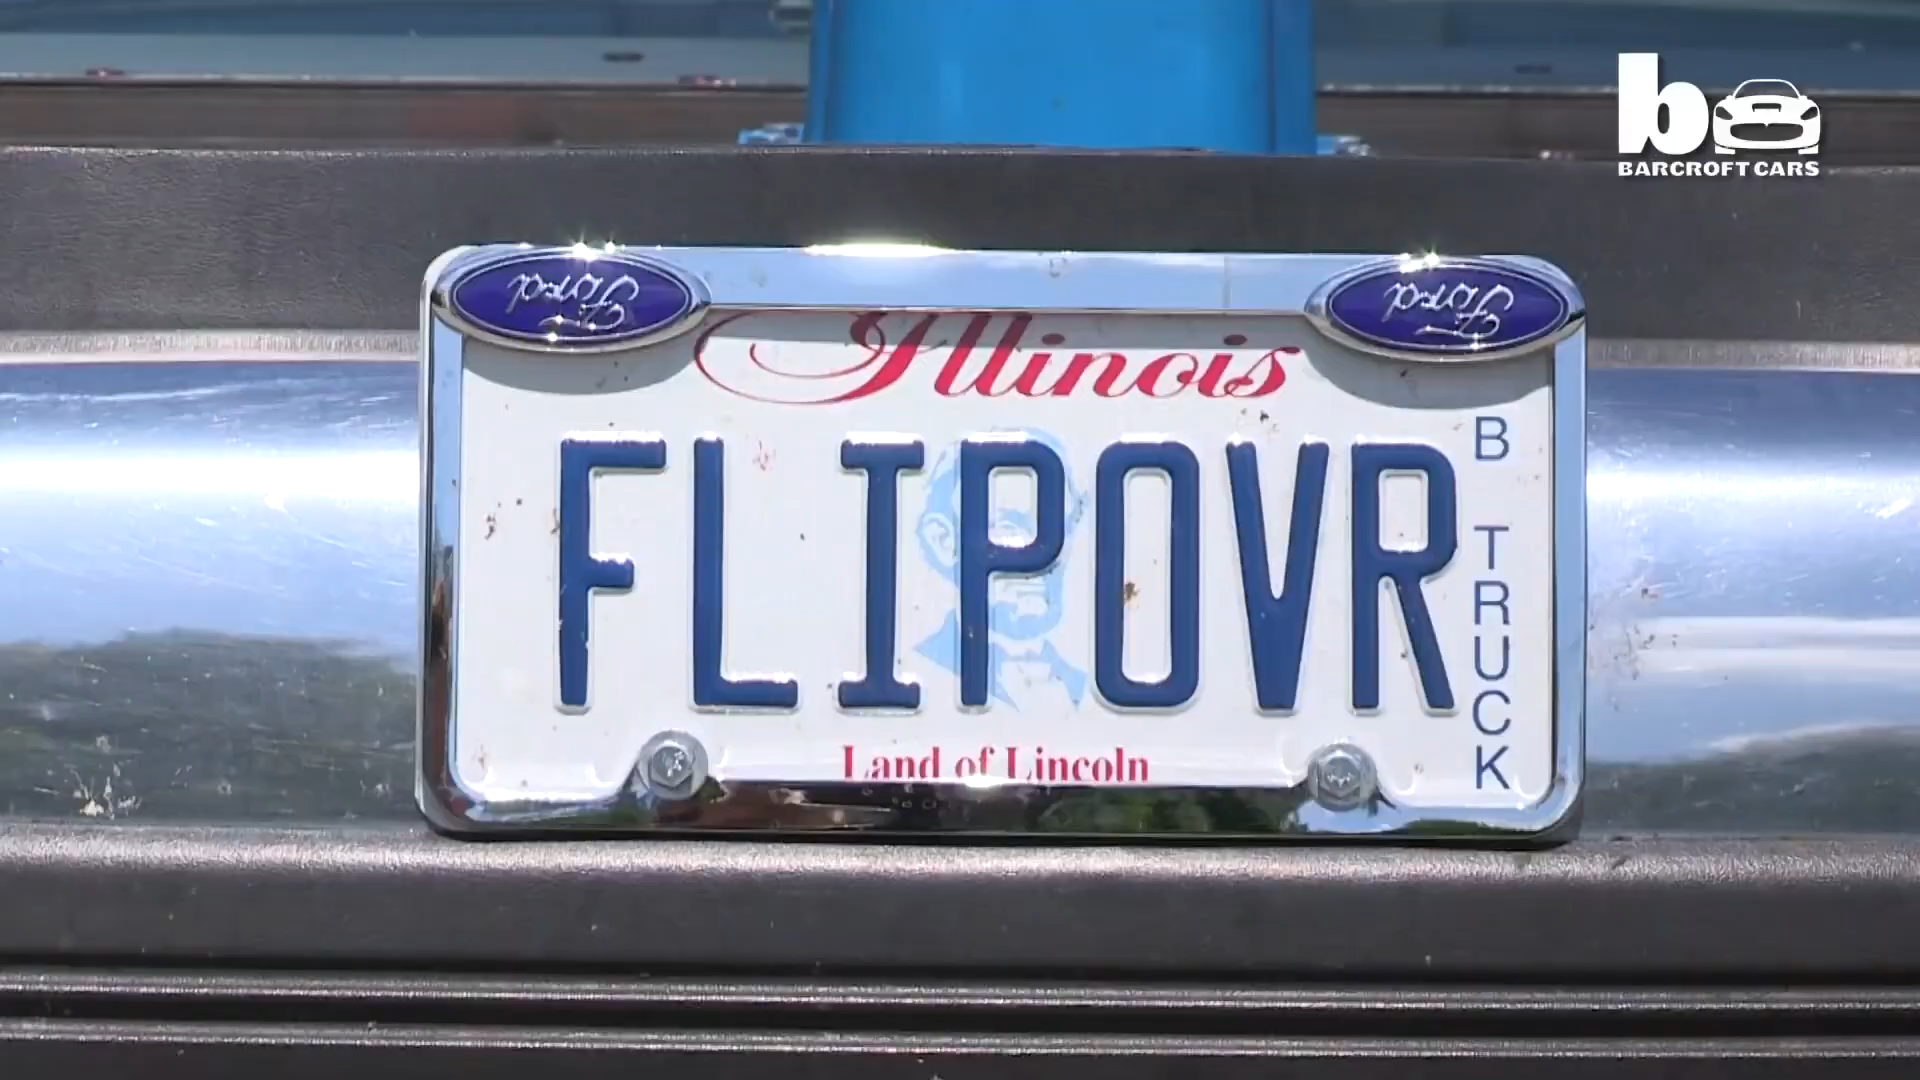 b
BARCROFT CARS
Ford Ford
Illinois
FLIPOVR
B TRUCK
Land of Lincoln